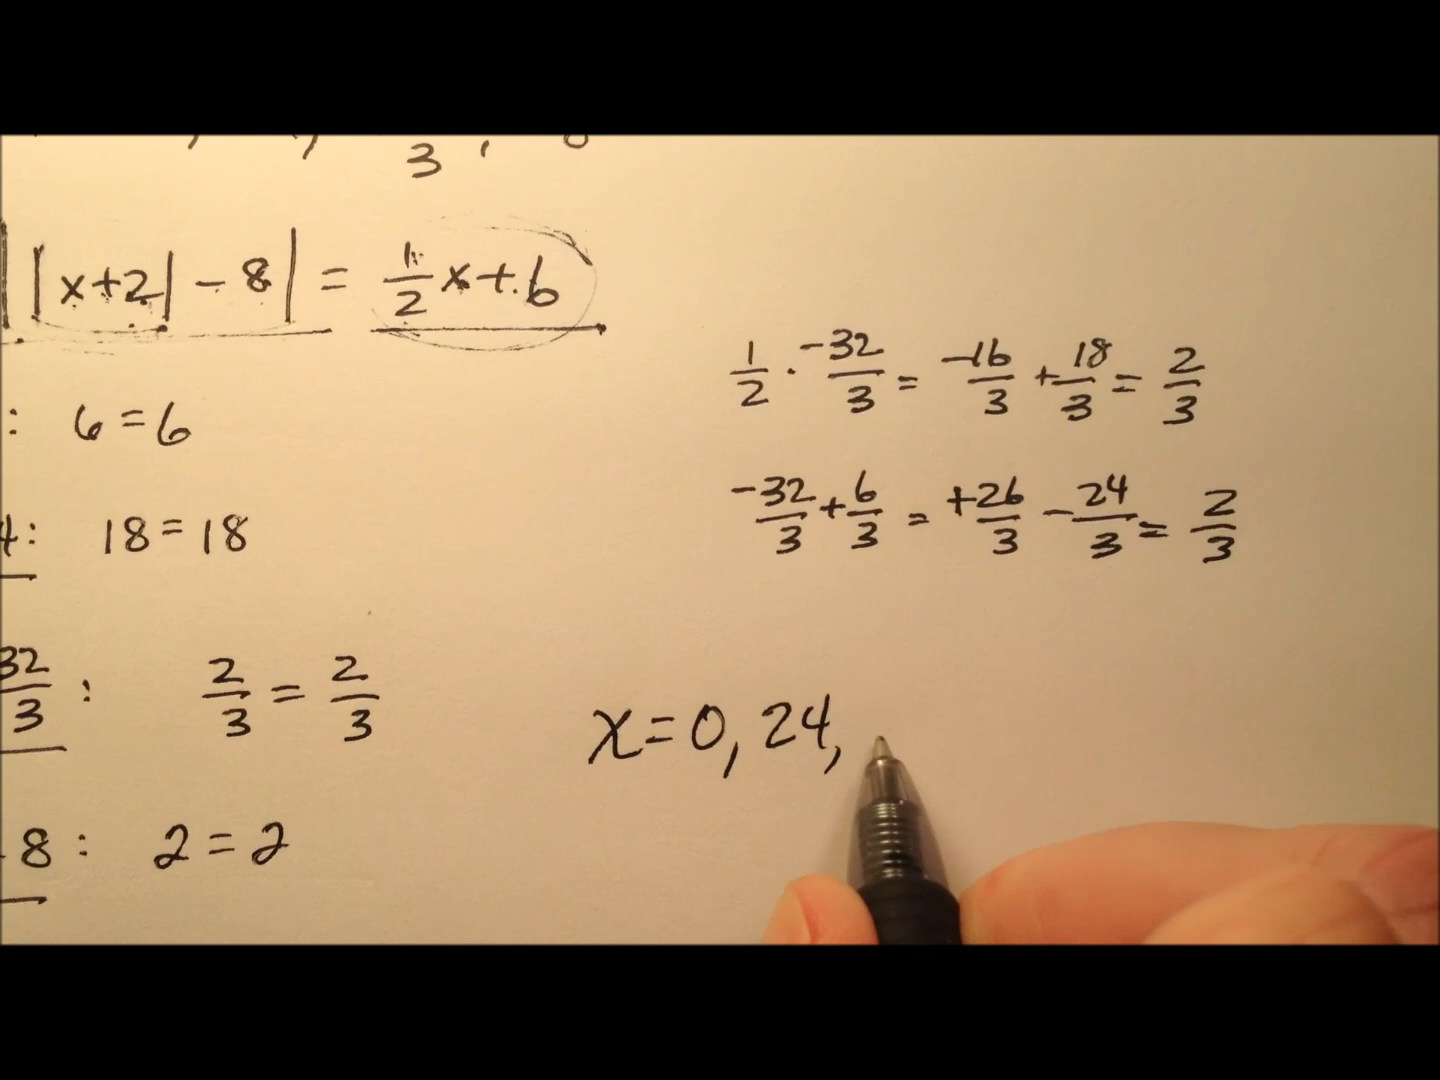 3
||x+2|-8| = 1/2 x+6
: 6=6
4: 18=18
32/3 : 2/3 = 2/3
8: 2=2
1/2 · -32/3 = -16/3 + 18/3 = 2/3
-32/3 + 6/3 = +26/3 - 24/3 = 2/3
x=0, 24,